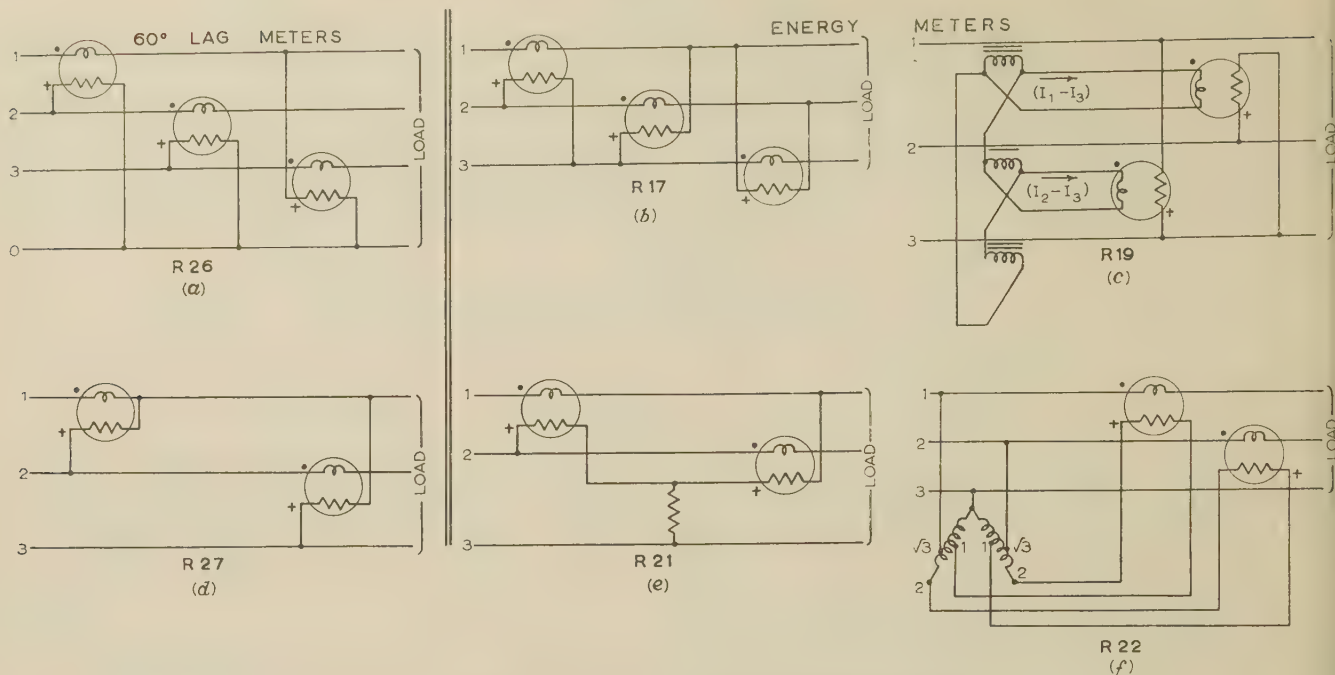 60° LAG METERS
1
2
3
0
+
+
+
LOAD
R 26
(a)
ENERGY METERS
1
2
3
+
+
+
LOAD
R 17
(b)
1
2
3
(I₁–I₃)
(I₂–I₃)
+
+
LOAD
R 19
(c)
1
2
3
+
+
LOAD
R 27
(d)
1
2
3
+
+
LOAD
R 21
(e)
1
2
3
+
+
LOAD
√3
1
1
√3
2
2
R 22
(f)